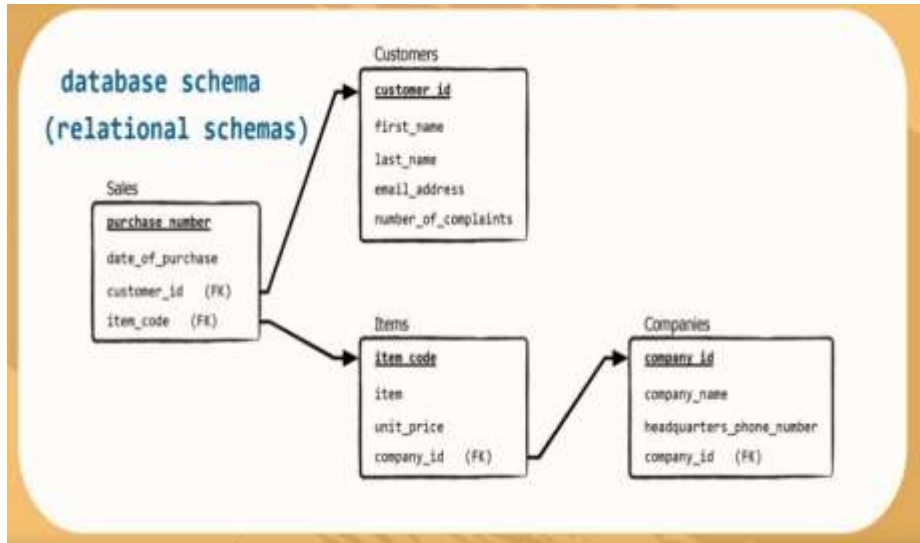 database schema
(relational schemas)
Customers
customer_id
first_name
last_name
email_address
number_of_complaints
Sales
purchase_number
date_of_purchase
customer_id (FK)
item_code (FK)
Items
item_code
item
unit_price
company_id (FK)
Companies
company_id
company_name
headquarters_phone_number
company_id (FK)